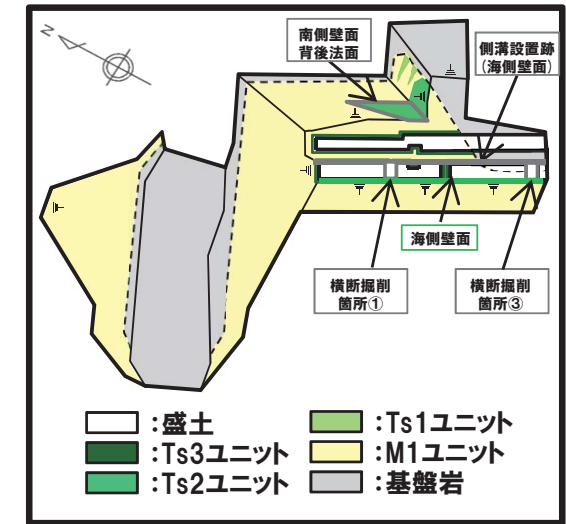 N
南側壁面
背後法面
側溝設置跡
(海側壁面)
海側壁面
横断掘削
箇所①
横断掘削
箇所③
:盛土
:Ts3ユニット
:Ts2ユニット
:Ts1ユニット
:M1ユニット
:基盤岩